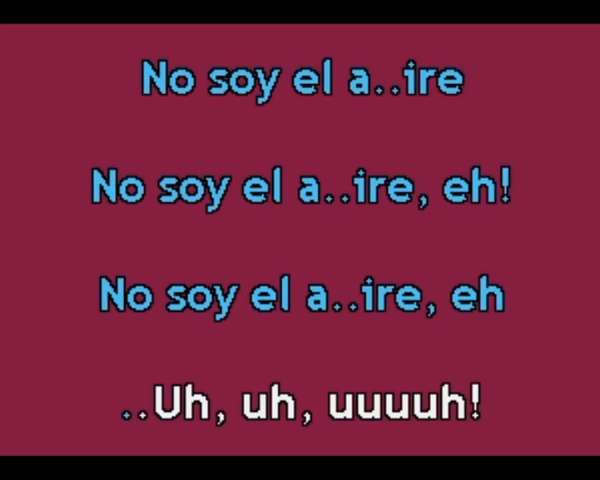 No soy el a..ire
No soy el a..ire, eh!
No soy el a..ire, eh
..Uh, uh, uuuuh!